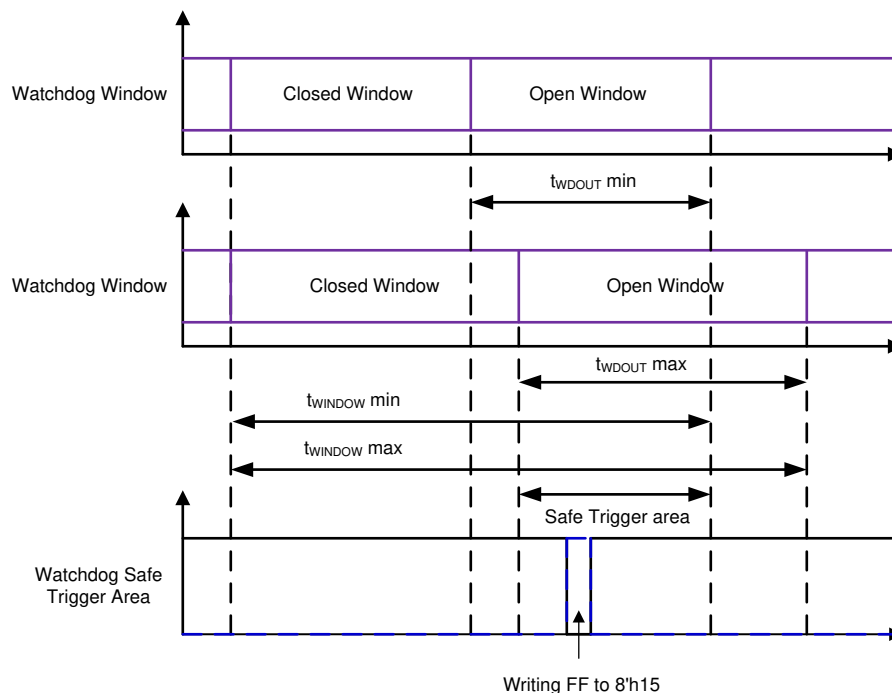 Watchdog Window
Closed Window
Open Window
tWDOUT min
Watchdog Window
Closed Window
Open Window
tWDOUT max
tWINDOW min
tWINDOW max
Safe Trigger area
Watchdog Safe
Trigger Area
Writing FF to 8'h15